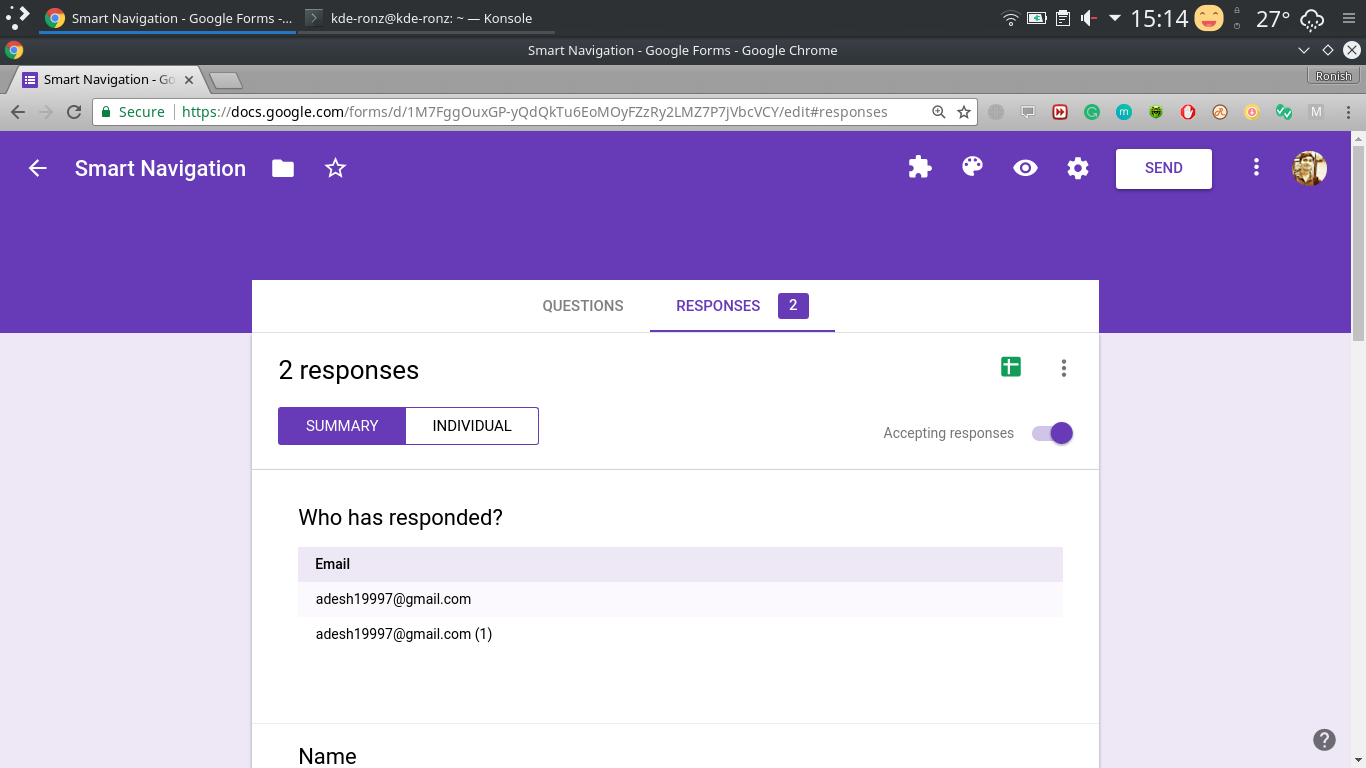 Smart Navigation - Google Forms -...
kde-ronz@kde-ronz: ~ — Konsole
15:14
27°
Smart Navigation - Google Forms - Google Chrome
Smart Navigation - Go
Ronish
Secure
https://docs.google.com/forms/d/1M7FggOuxGP-yQdQkTu6EoMOyFZzRy2LMZ7P7jVbcVCY/edit#responses
Smart Navigation
SEND
QUESTIONS
RESPONSES
2
2 responses
SUMMARY
INDIVIDUAL
Accepting responses
Who has responded?
Email
adesh19997@gmail.com
adesh19997@gmail.com (1)
Name